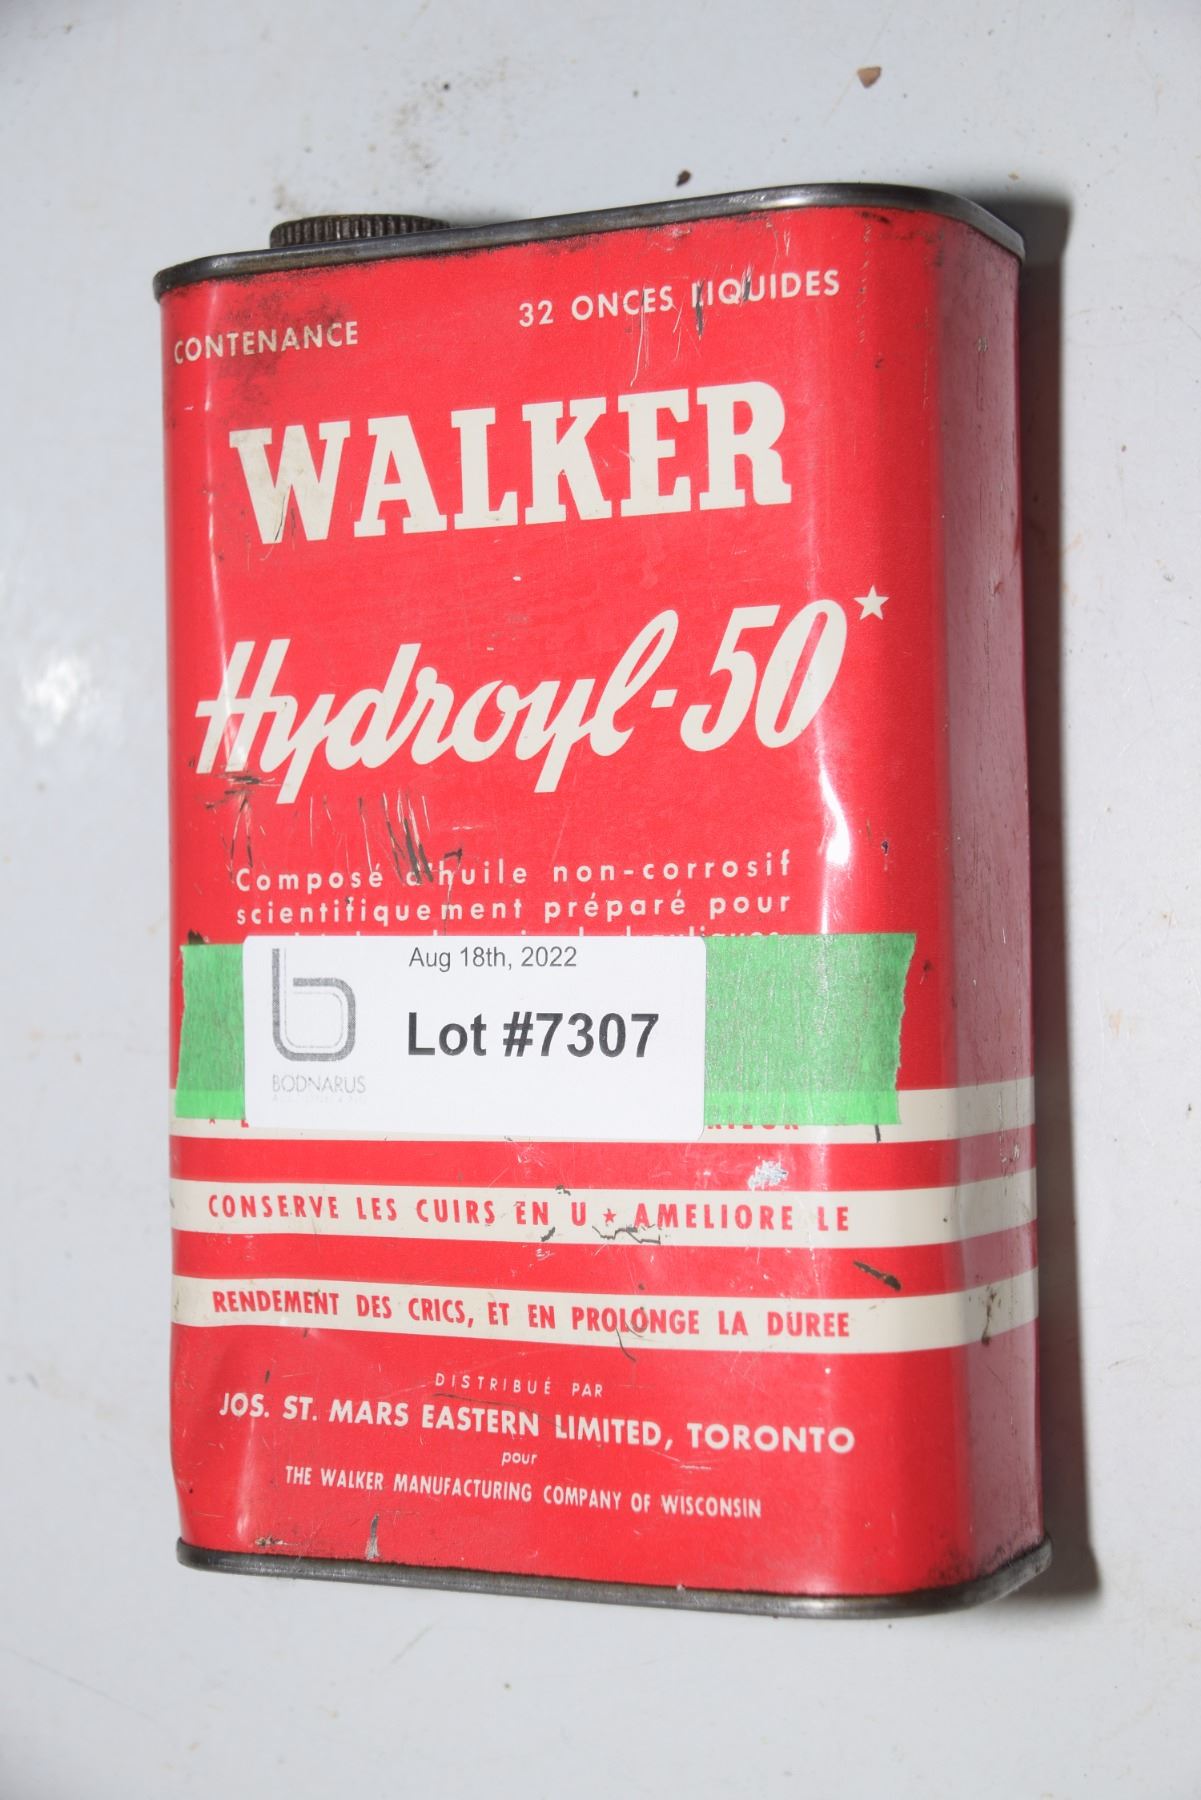 CONTENANCE 32 ONCES LIQUIDES
WALKER
Hydroyl-50★
Composé d'huile non-corrosif
scientifiquement préparé pour
hydrauliques
Aug 18th, 2022
Lot #7307
b
BODNARUS
CONSERVE LES CUIRS EN U ★ AMELIORE LE
RENDEMENT DES CRICS, ET EN PROLONGE LA DUREE
DISTRIBUÉ PAR
JOS. ST. MARS EASTERN LIMITED, TORONTO
pour
THE WALKER MANUFACTURING COMPANY OF WISCONSIN